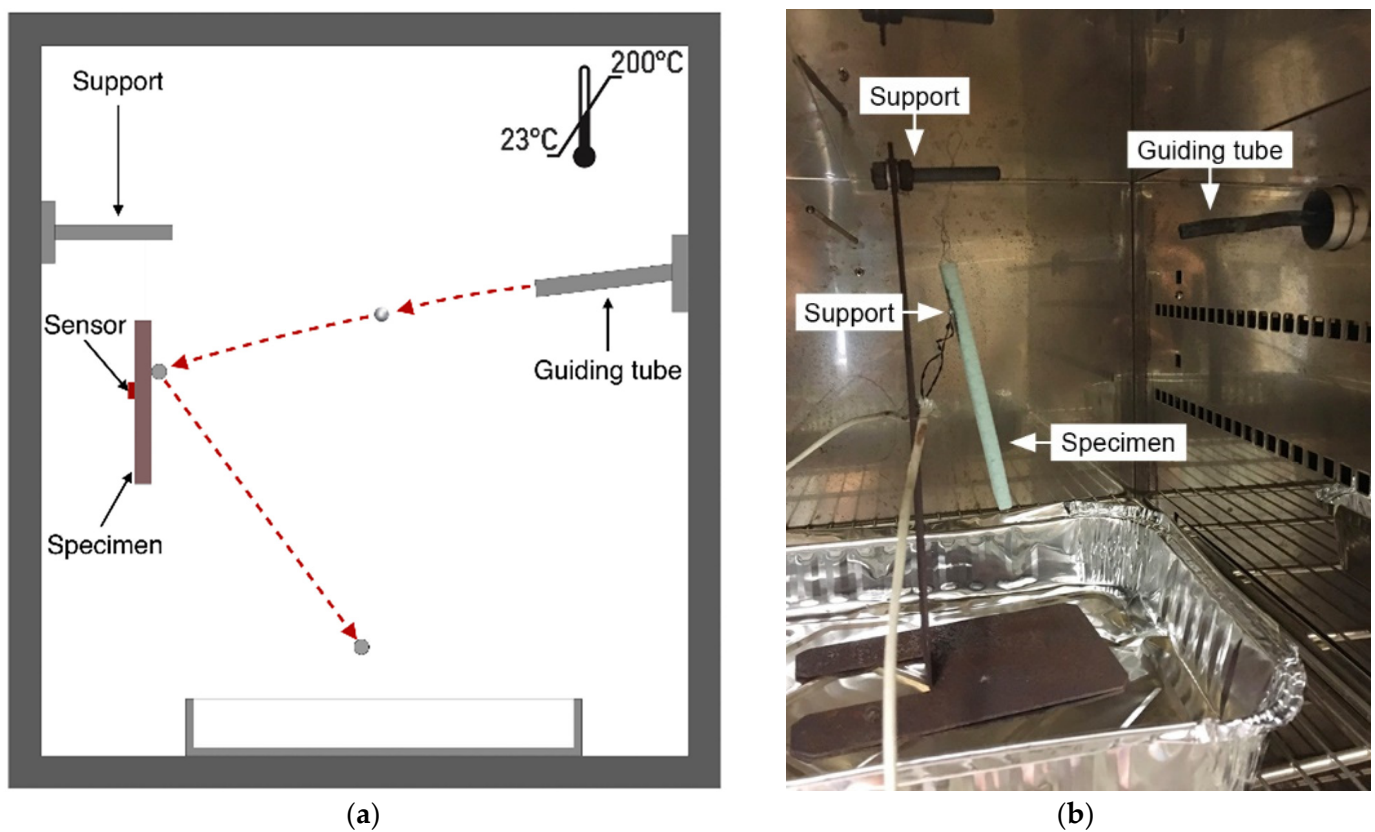 Support
200°C
23°C
Sensor
Guiding tube
Specimen
Support
Guiding tube
Support
Specimen
(a)
(b)